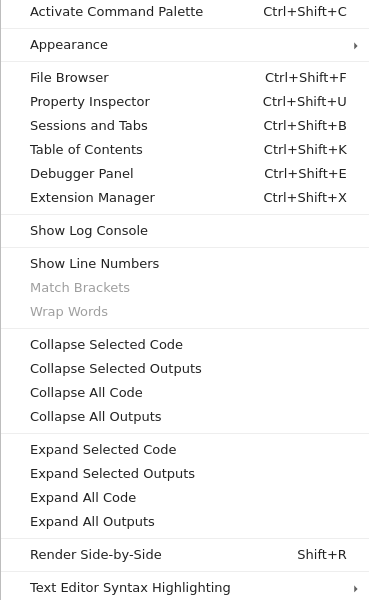 Activate Command Palette Ctrl+Shift+C
Appearance
File Browser Ctrl+Shift+F
Property Inspector Ctrl+Shift+U
Sessions and Tabs Ctrl+Shift+B
Table of Contents Ctrl+Shift+K
Debugger Panel Ctrl+Shift+E
Extension Manager Ctrl+Shift+X
Show Log Console
Show Line Numbers
Match Brackets
Wrap Words
Collapse Selected Code
Collapse Selected Outputs
Collapse All Code
Collapse All Outputs
Expand Selected Code
Expand Selected Outputs
Expand All Code
Expand All Outputs
Render Side-by-Side Shift+R
Text Editor Syntax Highlighting